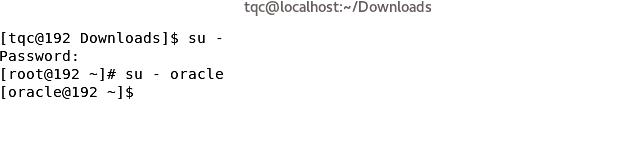 tqc@localhost:~/Downloads
[tqc@192 Downloads]$ su -
Password:
[root@192 ~]# su - oracle
[oracle@192 ~]$